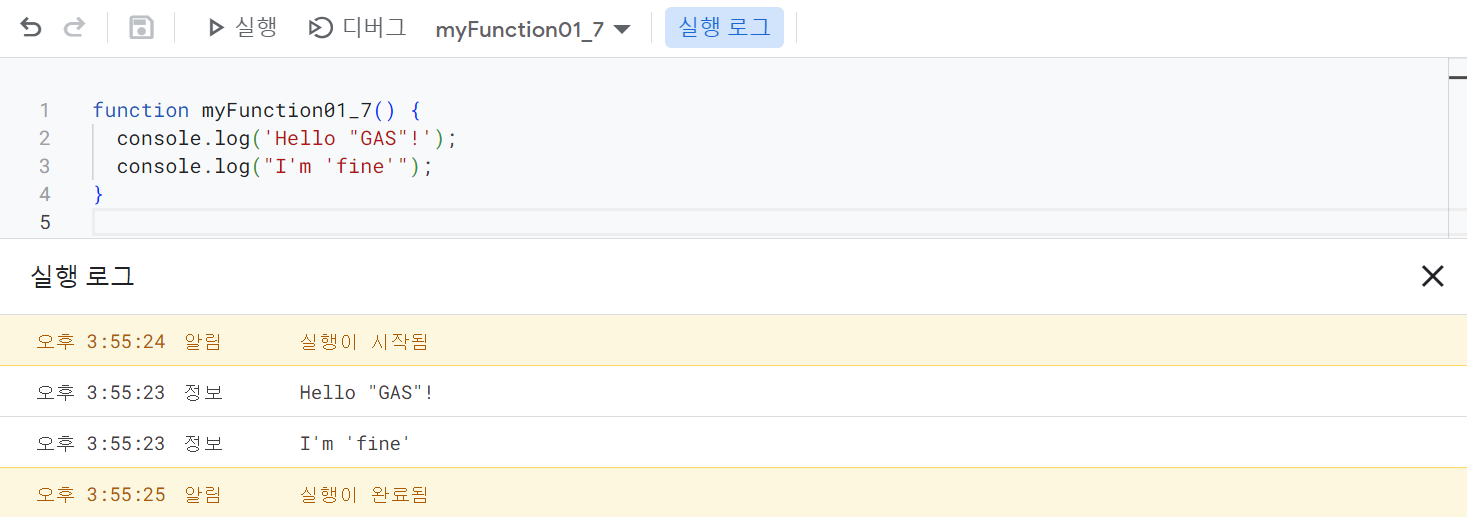 실행 디버그 myFunction01_7 실행 로그
1 function myFunction01_7() {
2 console.log('Hello "GAS"!');
3 console.log("I'm 'fine'");
4 }
5
실행 로그
오후 3:55:24 알림 실행이 시작됨
오후 3:55:23 정보 Hello "GAS"!
오후 3:55:23 정보 I'm 'fine'
오후 3:55:25 알림 실행이 완료됨